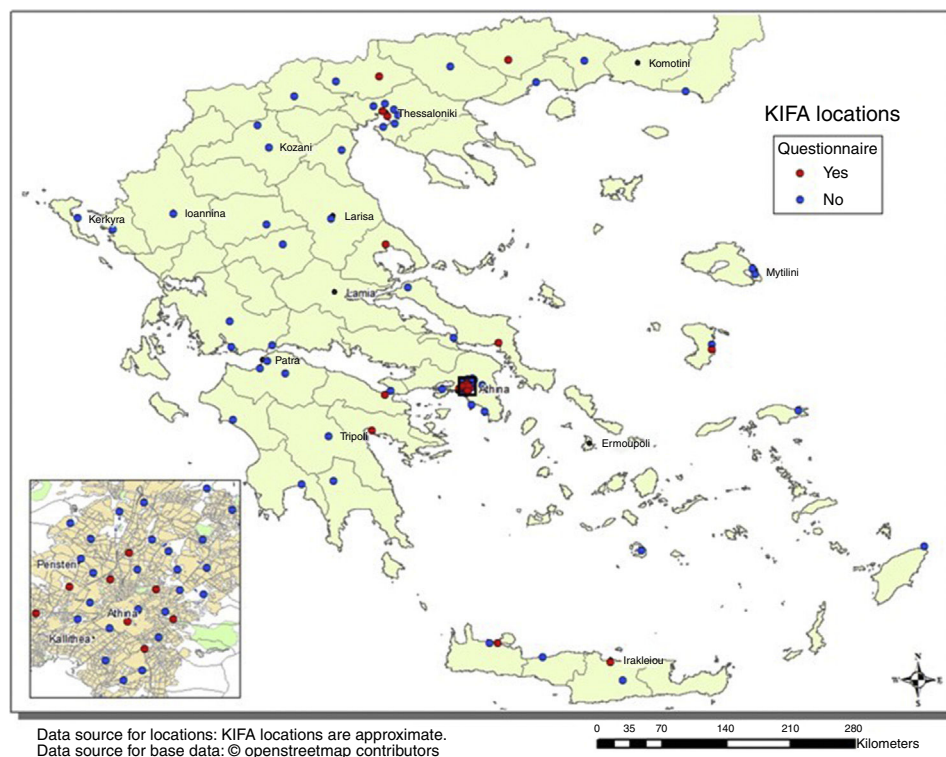 Komotini
KIFA locations
Thessaloniki
Questionnaire
Kozani
Yes
No
Kerkyra
Ioannina
Larisa
Mytilini
Lamia
Patra
Athina
Tripoli
Ermoupoli
Peristeri
Athina
Kallithea
Irakleiou
N
W E
S
0 35 70 140 210 280
Kilometers
Data source for locations: KIFA locations are approximate.
Data source for base data: © openstreetmap contributors